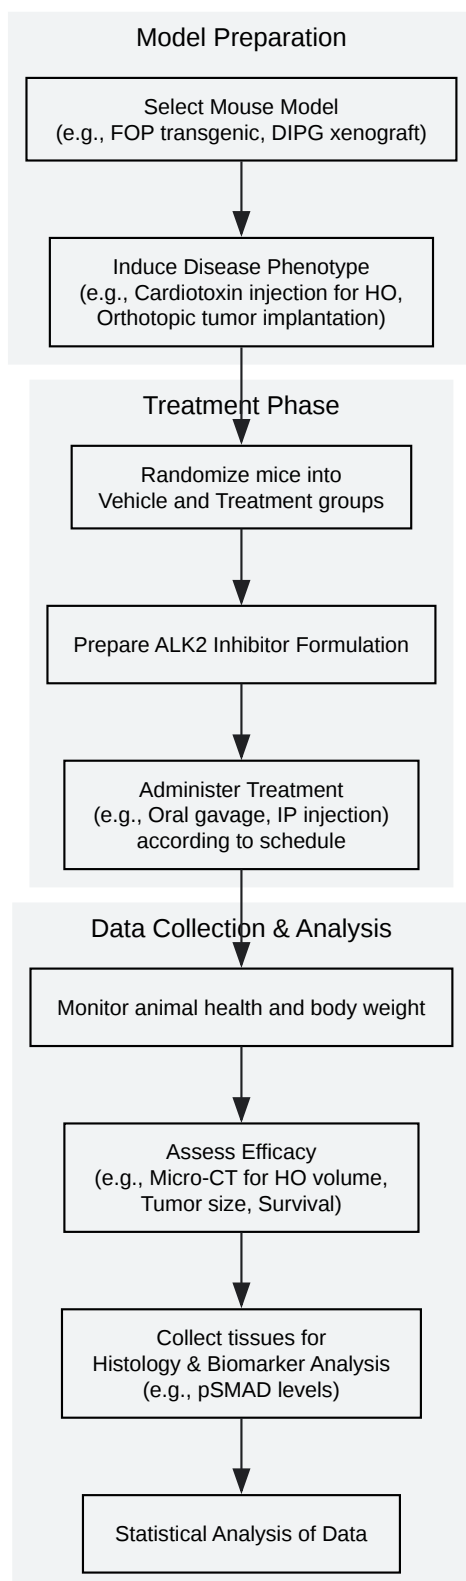 Model Preparation
Select Mouse Model
(e.g., FOP transgenic, DIPG xenograft)
Induce Disease Phenotype
(e.g., Cardiotoxin injection for HO,
Orthotopic tumor implantation)
Treatment Phase
Randomize mice into
Vehicle and Treatment groups
Prepare ALK2 Inhibitor Formulation
Administer Treatment
(e.g., Oral gavage, IP injection)
according to schedule
Data Collection & Analysis
Monitor animal health and body weight
Assess Efficacy
(e.g., Micro-CT for HO volume,
Tumor size, Survival)
Collect tissues for
Histology & Biomarker Analysis
(e.g., pSMAD levels)
Statistical Analysis of Data